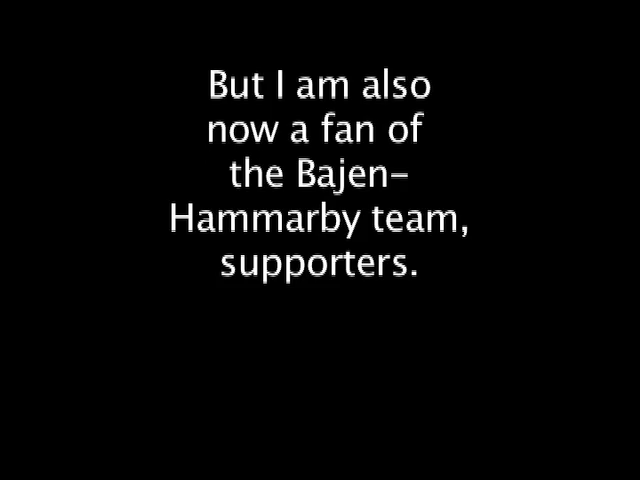 But I am also
now a fan of
the Bajen-
Hammarby team,
supporters.